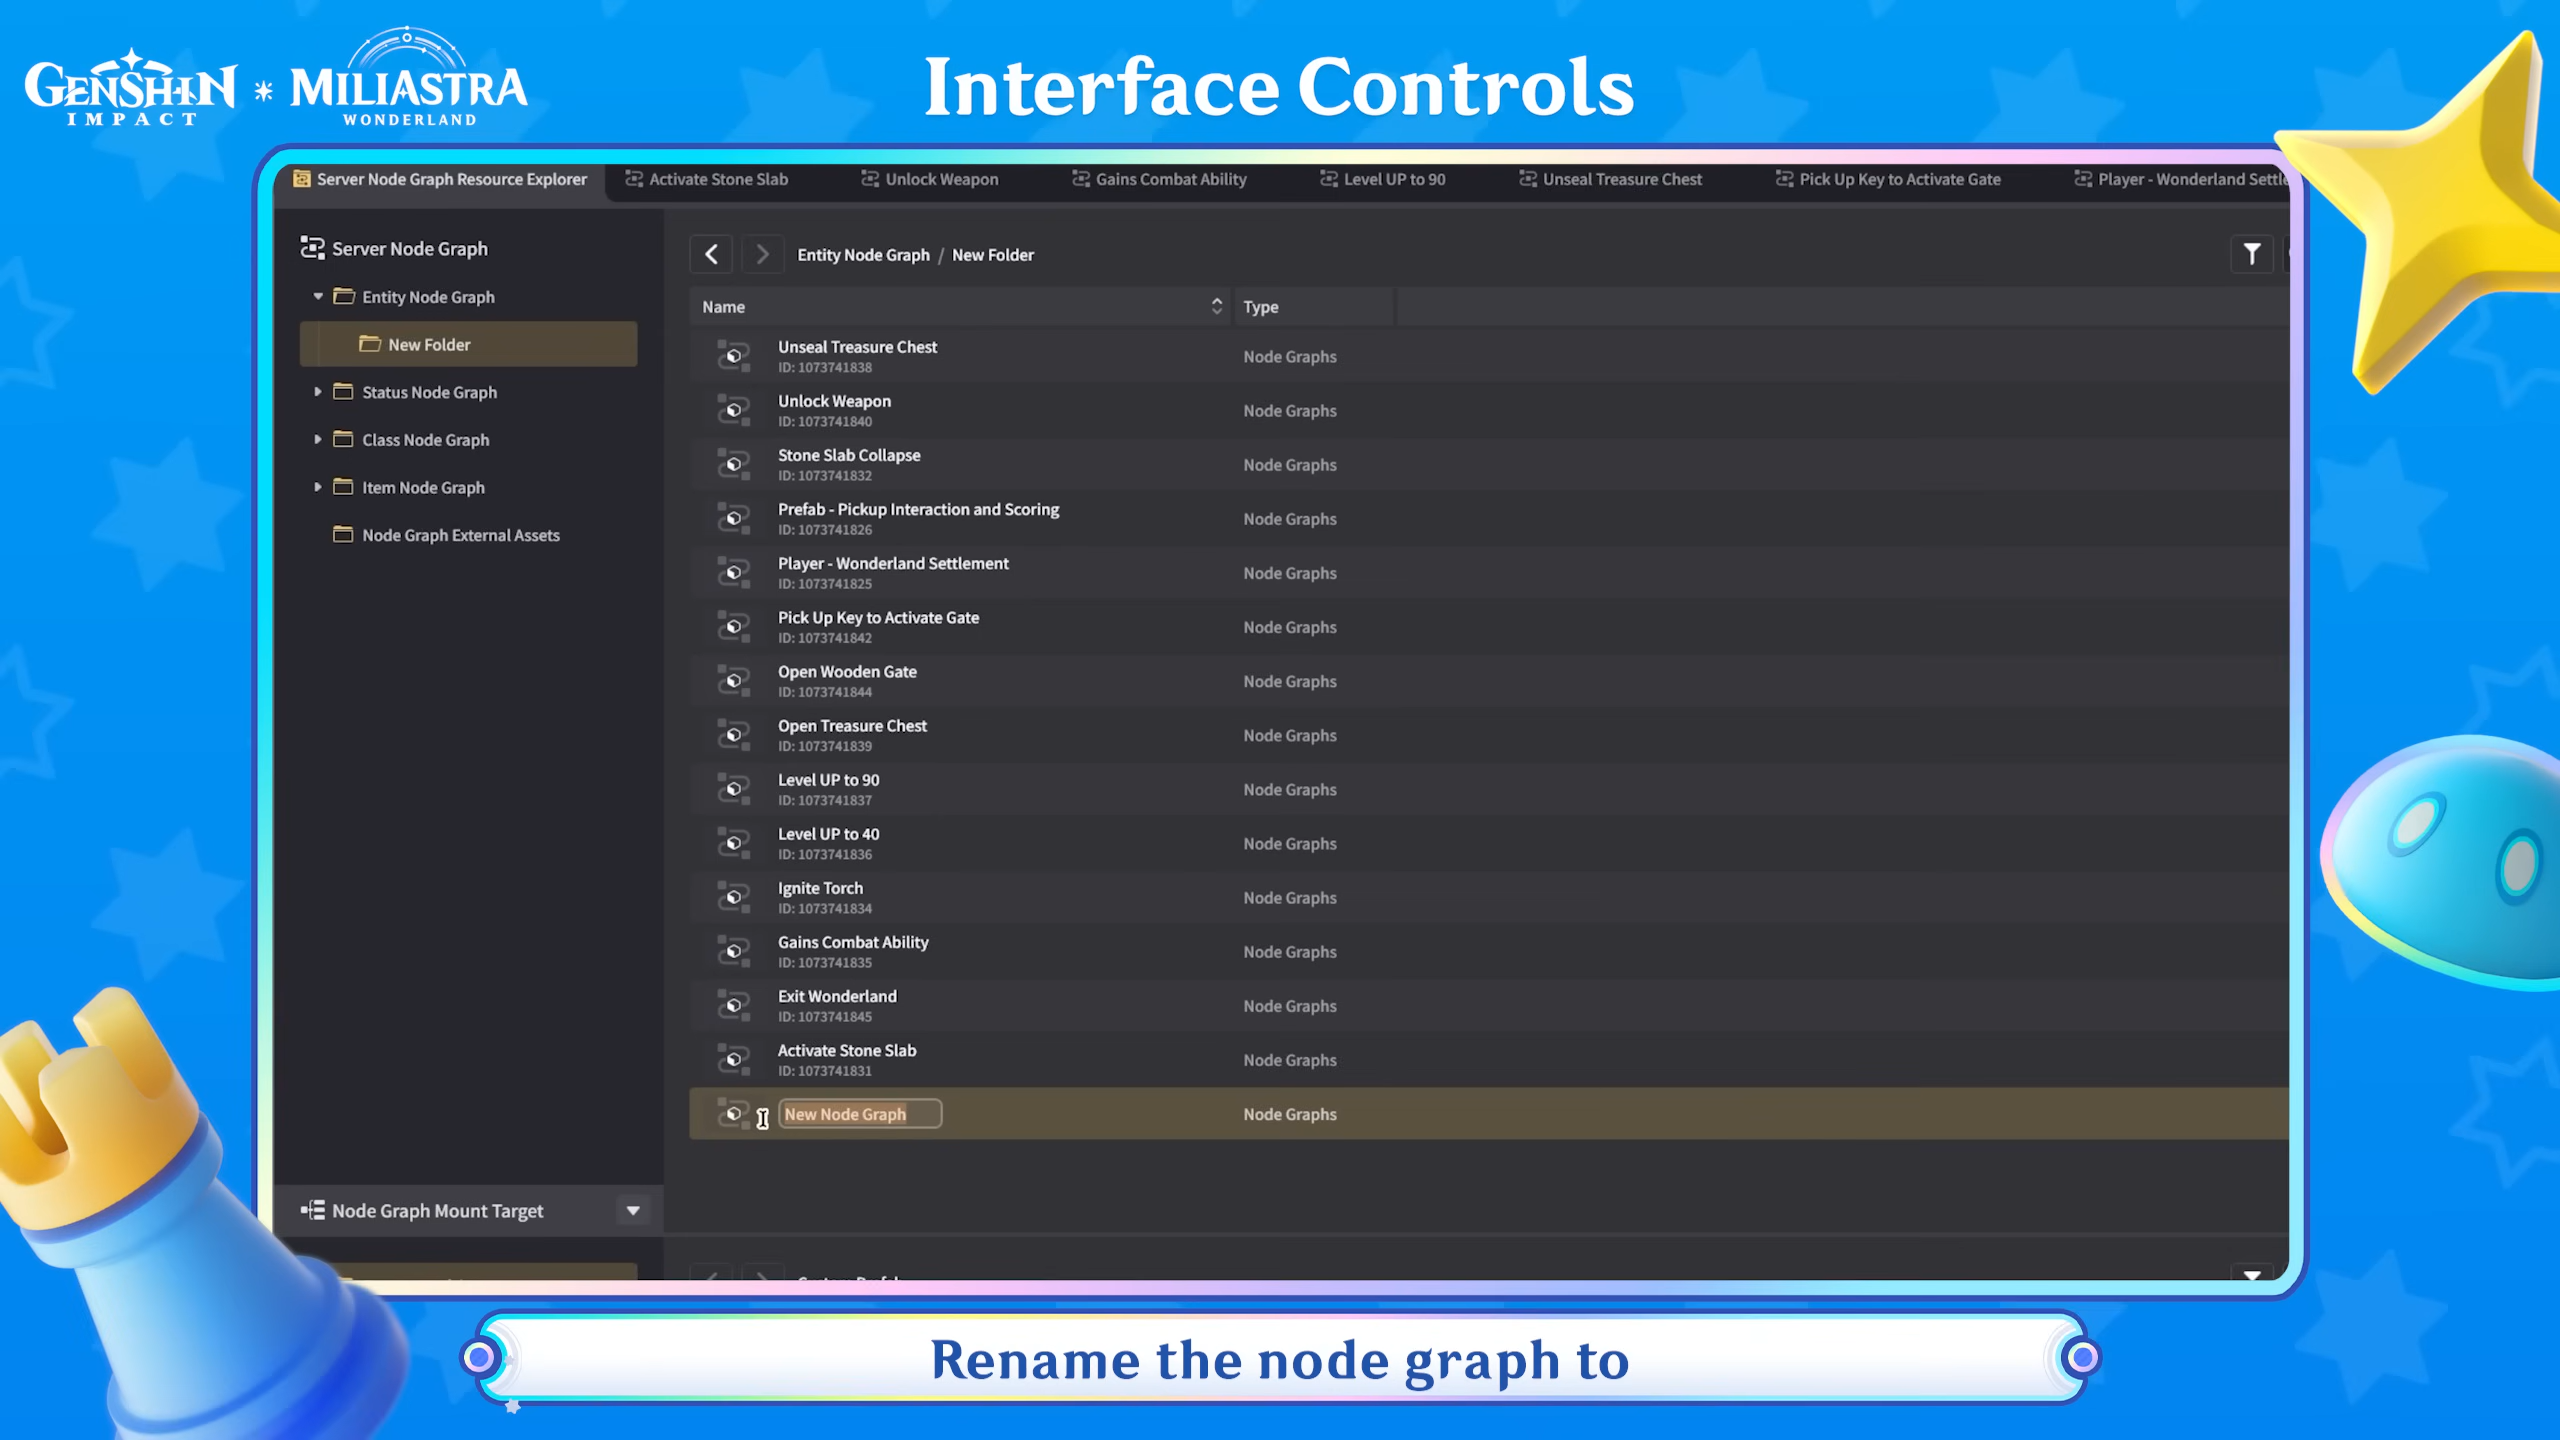 GENSHIN IMPACT * MILIASTRA WONDERLAND
Interface Controls
Server Node Graph Resource Explorer
Activate Stone Slab
Unlock Weapon
Gains Combat Ability
Level UP to 90
Unseal Treasure Chest
Pick Up Key to Activate Gate
Player - Wonderland Settle
Server Node Graph
Entity Node Graph
New Folder
Status Node Graph
Class Node Graph
Item Node Graph
Node Graph External Assets
Node Graph Mount Target
Entity Node Graph / New Folder
Name Type
Unseal Treasure Chest
ID: 1073741838
Node Graphs
Unlock Weapon
ID: 1073741840
Node Graphs
Stone Slab Collapse
ID: 1073741832
Node Graphs
Prefab - Pickup Interaction and Scoring
ID: 1073741826
Node Graphs
Player - Wonderland Settlement
ID: 1073741825
Node Graphs
Pick Up Key to Activate Gate
ID: 1073741842
Node Graphs
Open Wooden Gate
ID: 1073741844
Node Graphs
Open Treasure Chest
ID: 1073741839
Node Graphs
Level UP to 90
ID: 1073741837
Node Graphs
Level UP to 40
ID: 1073741836
Node Graphs
Ignite Torch
ID: 1073741834
Node Graphs
Gains Combat Ability
ID: 1073741835
Node Graphs
Exit Wonderland
ID: 1073741845
Node Graphs
Activate Stone Slab
ID: 1073741831
Node Graphs
New Node Graph
Node Graphs
Rename the node graph to